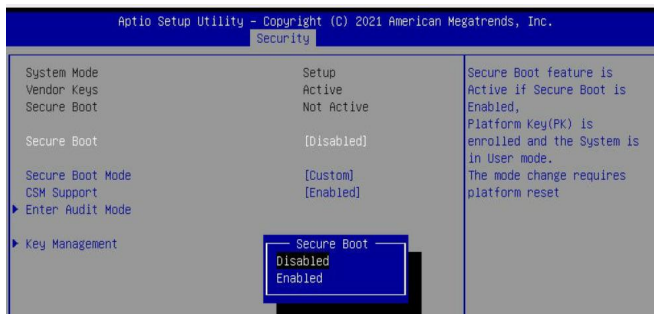 Aptio Setup Utility – Copyright (C) 2021 American Megatrends, Inc.
Security
System Mode Setup
Vendor Keys Active
Secure Boot Not Active
Secure Boot [Disabled]
Secure Boot Mode [Custom]
CSM Support [Enabled]
Enter Audit Mode
Key Management
Secure Boot
Disabled
Enabled
Secure Boot feature is
Active if Secure Boot is
Enabled,
Platform Key(PK) is
enrolled and the System is
in User mode.
The mode change requires
platform reset